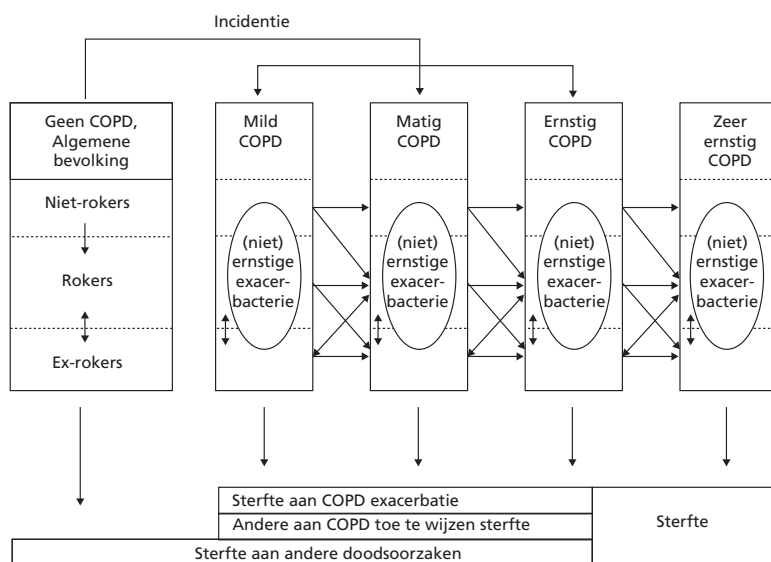 Incidentie
Geen COPD,
Algemene
bevolking
Niet-rokers
Rokers
Ex-rokers
Mild
COPD
(niet)
ernstige
exacer-
bacterie
Matig
COPD
(niet)
ernstige
exacer-
bacterie
Ernstig
COPD
(niet)
ernstige
exacer-
bacterie
Zeer
ernstig
COPD
(niet)
ernstige
exacer-
bacterie
Sterfte aan COPD exacerbatie
Andere aan COPD toe te wijzen sterfte
Sterfte aan andere doodsoorzaken
Sterfte